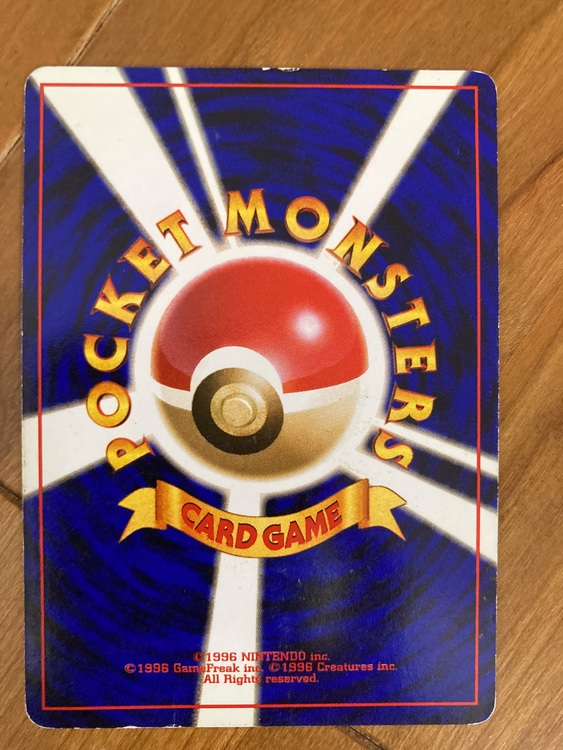 POCKET MONSTERS
CARD GAME
©1996 NINTENDO inc.
©1996 GameFreak inc. ©1996 Creatures inc.
All Rights reserved.